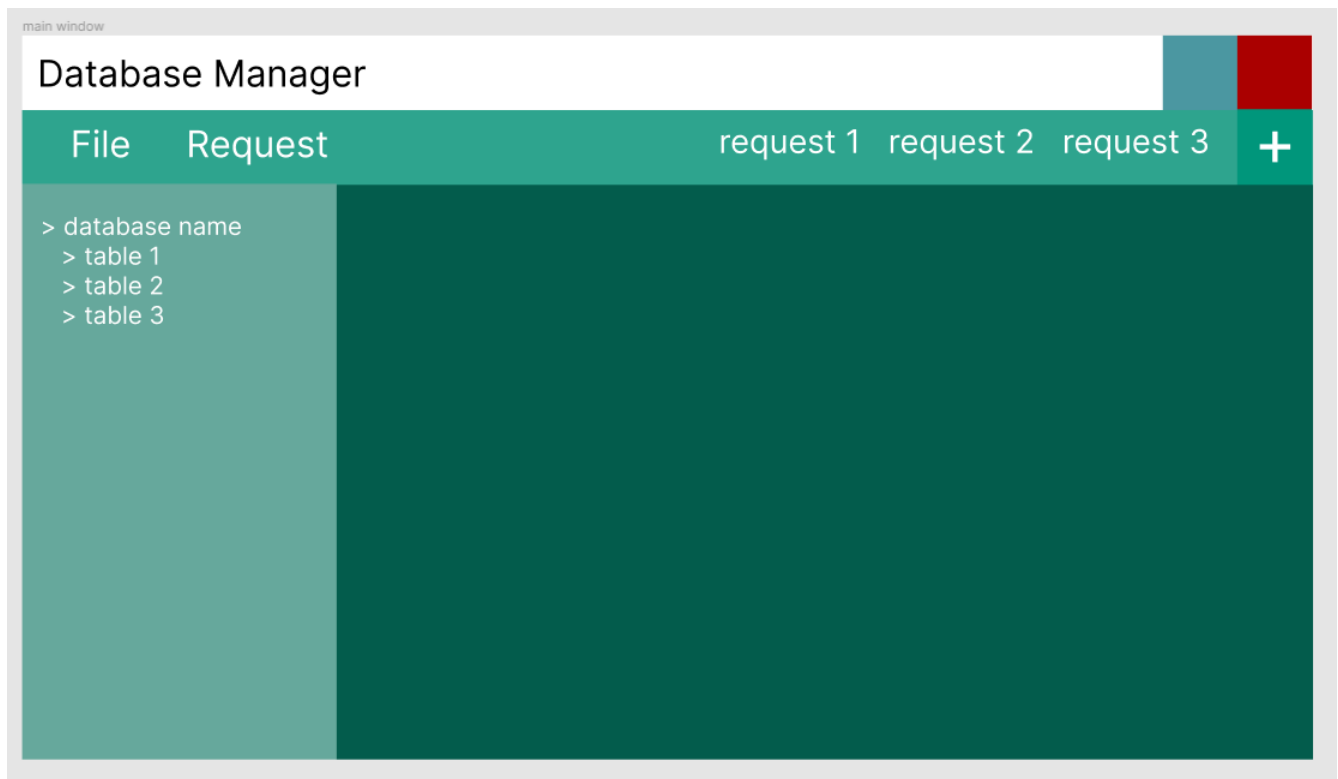 main window
Database Manager
File Request request 1 request 2 request 3 +
> database name
> table 1
> table 2
> table 3